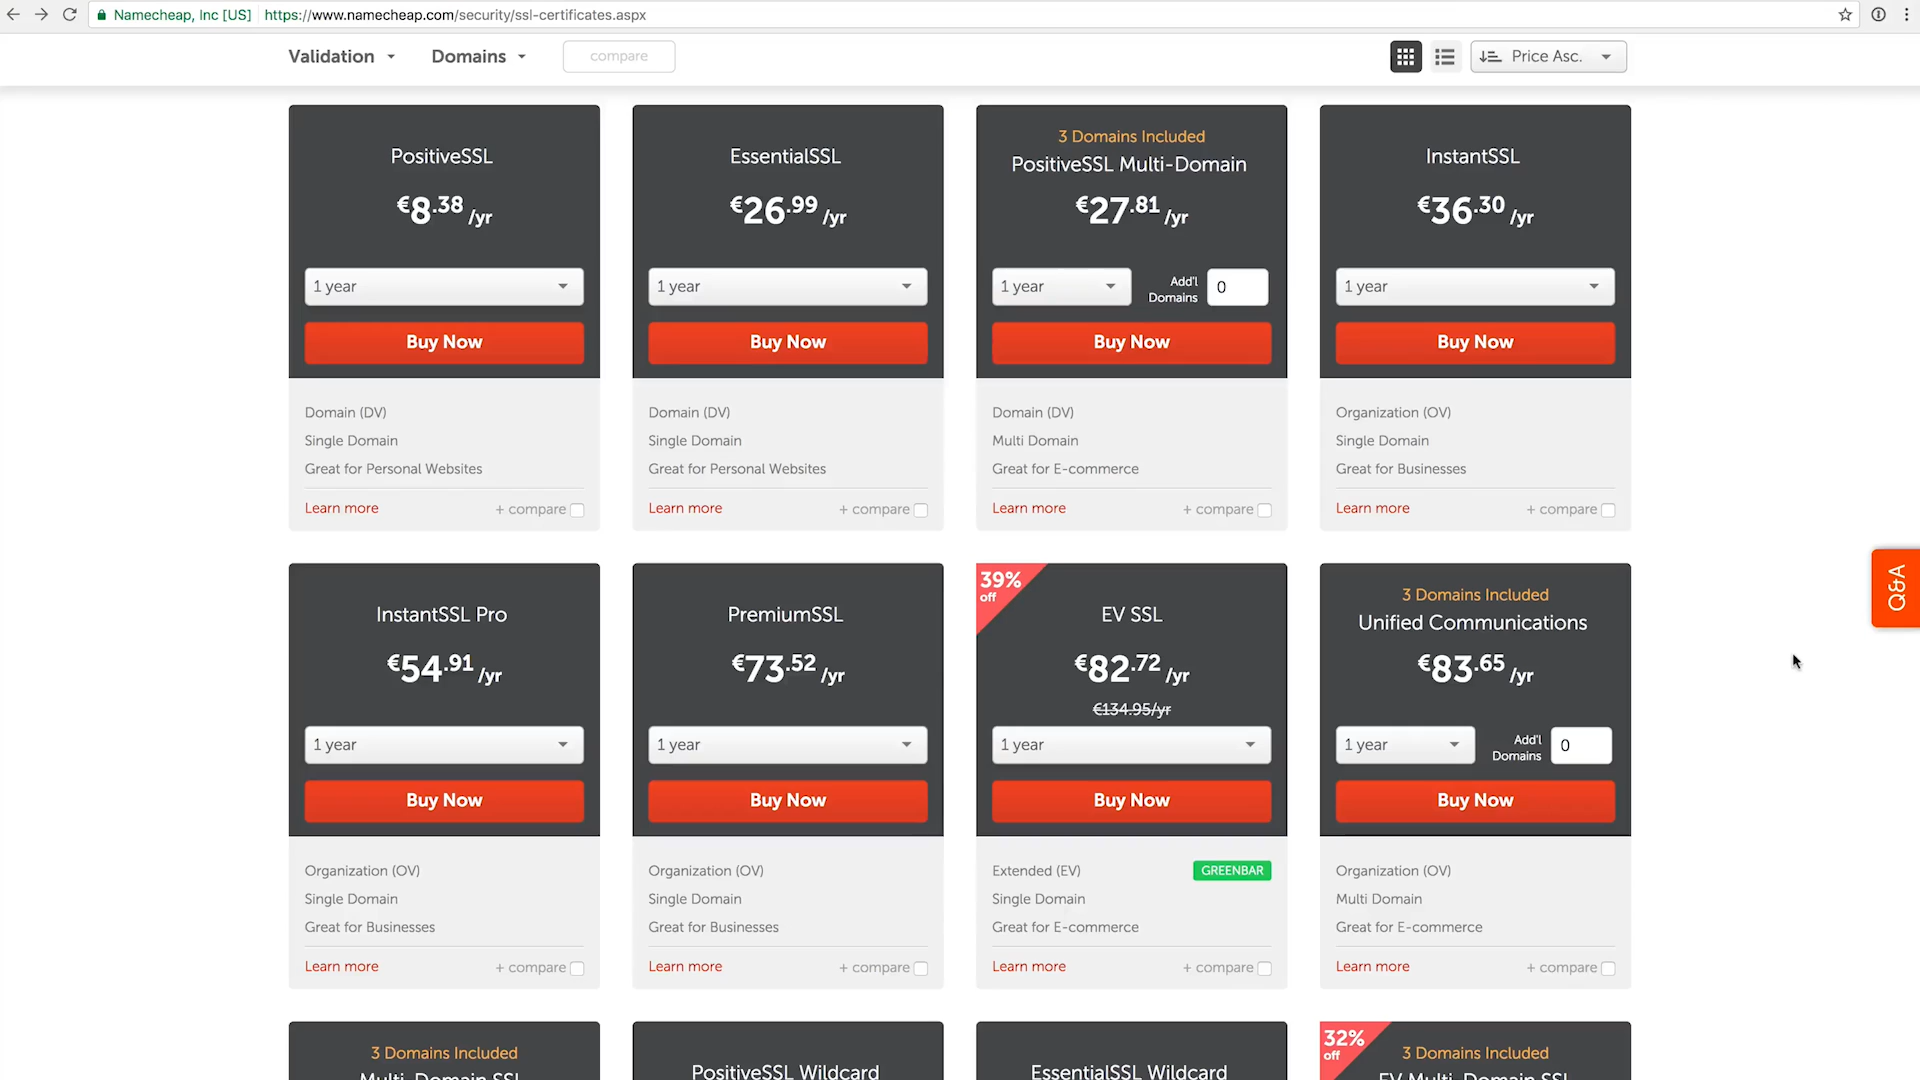 Namecheap, Inc [US] https://www.namecheap.com/security/ssl-certificates.aspx
Validation Domains compare Price Asc.
PositiveSSL
€8.38 /yr
1 year
Buy Now
Domain (DV)
Single Domain
Great for Personal Websites
Learn more + compare
EssentialSSL
€26.99 /yr
1 year
Buy Now
Domain (DV)
Single Domain
Great for Personal Websites
Learn more + compare
3 Domains Included
PositiveSSL Multi-Domain
€27.81 /yr
1 year Add'l Domains 0
Buy Now
Domain (DV)
Multi Domain
Great for E-commerce
Learn more + compare
InstantSSL
€36.30 /yr
1 year
Buy Now
Organization (OV)
Single Domain
Great for Businesses
Learn more + compare
InstantSSL Pro
€54.91 /yr
1 year
Buy Now
Organization (OV)
Single Domain
Great for Businesses
Learn more + compare
PremiumSSL
€73.52 /yr
1 year
Buy Now
Organization (OV)
Single Domain
Great for Businesses
Learn more + compare
39%
off
EV SSL
€82.72 /yr
€134.95/yr
1 year
Buy Now
Extended (EV) GREENBAR
Single Domain
Great for E-commerce
Learn more + compare
3 Domains Included
Unified Communications
€83.65 /yr
1 year Add'l Domains 0
Buy Now
Organization (OV)
Multi Domain
Great for E-commerce
Learn more + compare
Q&A
3 Domains Included
Multi-Domain SSL
PositiveSSL Wildcard
EssentialSSL Wildcard
32%
off
3 Domains Included
EV Multi-Domain SSL